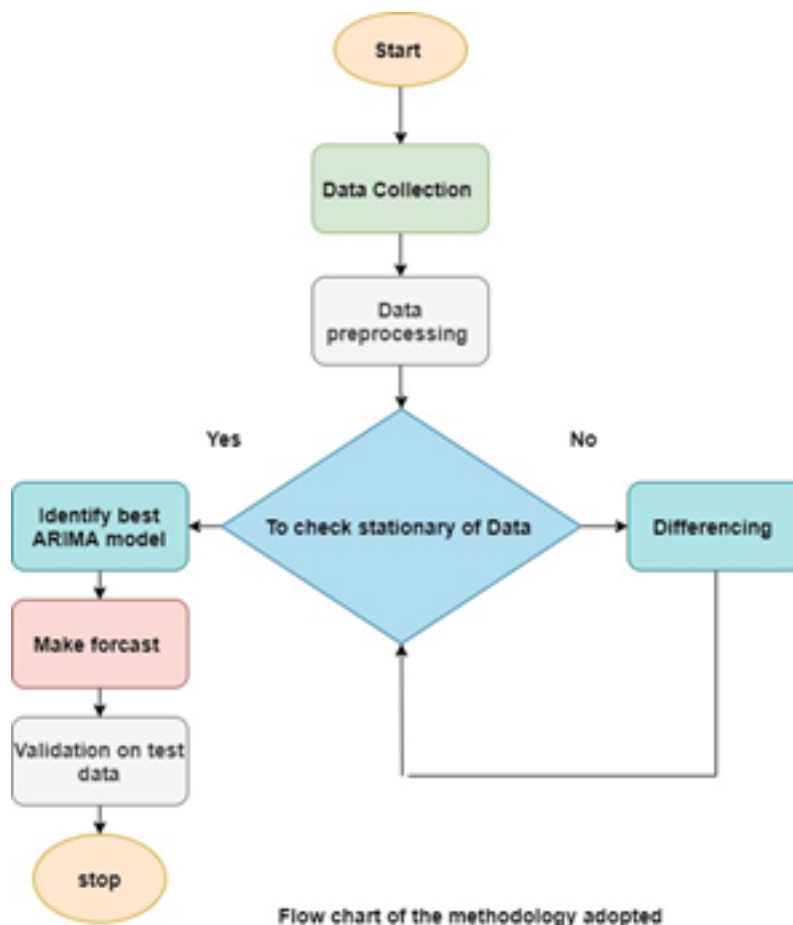 Start
Data Collection
Data
preprocessing
Yes
No
Identify best
ARIMA model
To check stationary of Data
Differencing
Make forcast
Validation on test
data
stop
Flow chart of the methodology adopted